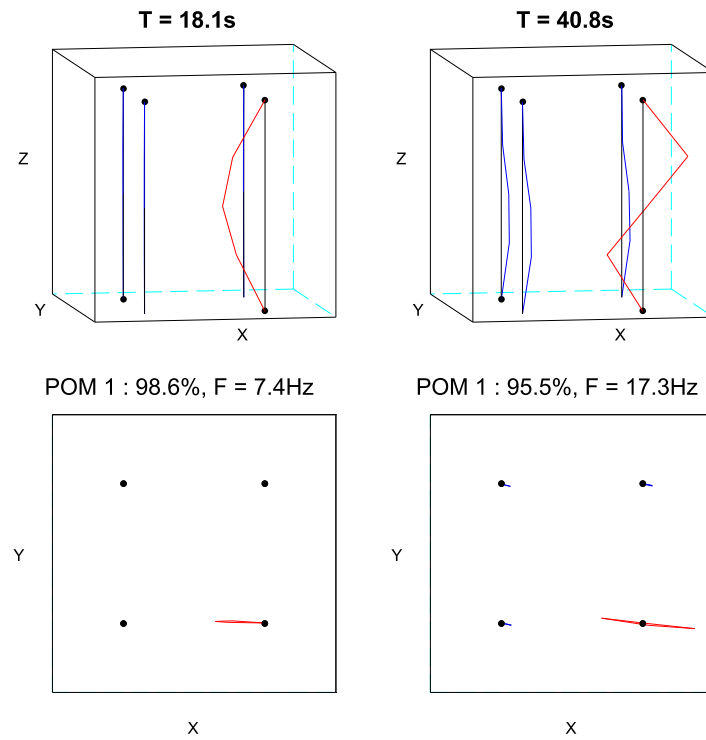 T = 18.1s
T = 40.8s
Z
Y
X
Z
Y
X
POM 1 : 98.6%, F = 7.4Hz
POM 1 : 95.5%, F = 17.3Hz
Y
X
Y
X